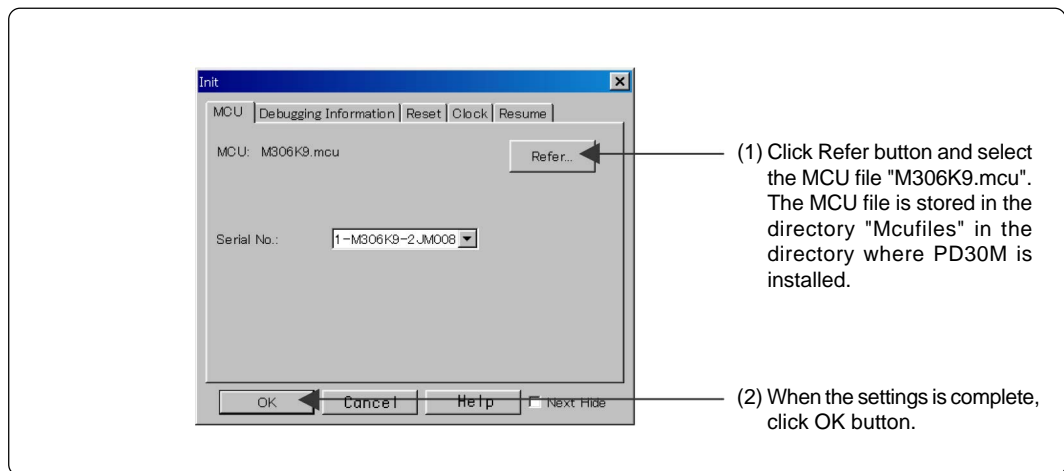 Init
MCU Debugging Information Reset Clock Resume
MCU: M306K9.mcu
Refer...
Serial No.: 1-M306K9-2JM008
OK Cancel Help Next Hide
(1) Click Refer button and select
the MCU file "M306K9.mcu".
The MCU file is stored in the
directory "Mcufiles" in the
directory where PD30M is
installed.
(2) When the settings is complete,
click OK button.